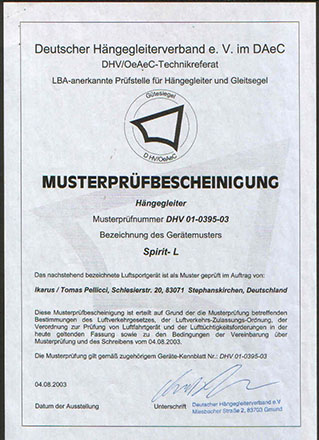 Deutscher Hängegleiterverband e. V. im DAeC
DHV/OeAeC-Technikreferat
LBA-anerkannte Prüfstelle für Hängegleiter und Gleitsegel
Gütesiegel
DHV/OeAeC
MUSTERPRÜFBESCHEINIGUNG
Hängegleiter
Musterprüfnummer DHV 01-0395-03
Bezeichnung des Gerätemusters
Spirit- L
Das nachstehend bezeichnete Luftsportgerät ist als Muster geprüft im Auftrag von:
Ikarus / Tomas Pellicci, Schlesierstr. 20, 83071 Stephanskirchen, Deutschland
Diese Musterprüfbescheinigung ist erteilt auf Grund der die Musterprüfung betreffenden
Bestimmungen des Luftverkehrgesetzes, der Luftverkehrs-Zulassungs-Ordnung, der
Verordnung zur Prüfung von Luftfahrtgerät und der Lufttüchtigkeitsforderungen in der
heute geltenden Fassung sowie zu den Bedingungen der Vereinbarung über
Musterprüfung und des Schreibens vom 04.08.2003.
Die Musterprüfung gilt gemäß zugehörigem Geräte-Kennblatt Nr.: DHV 01-0395-03
04.08.2003
Datum der Ausstellung
Unterschrift
Deutscher Hängegleiterverband e.V
Miesbacher Straße 2, 83703 Gmund